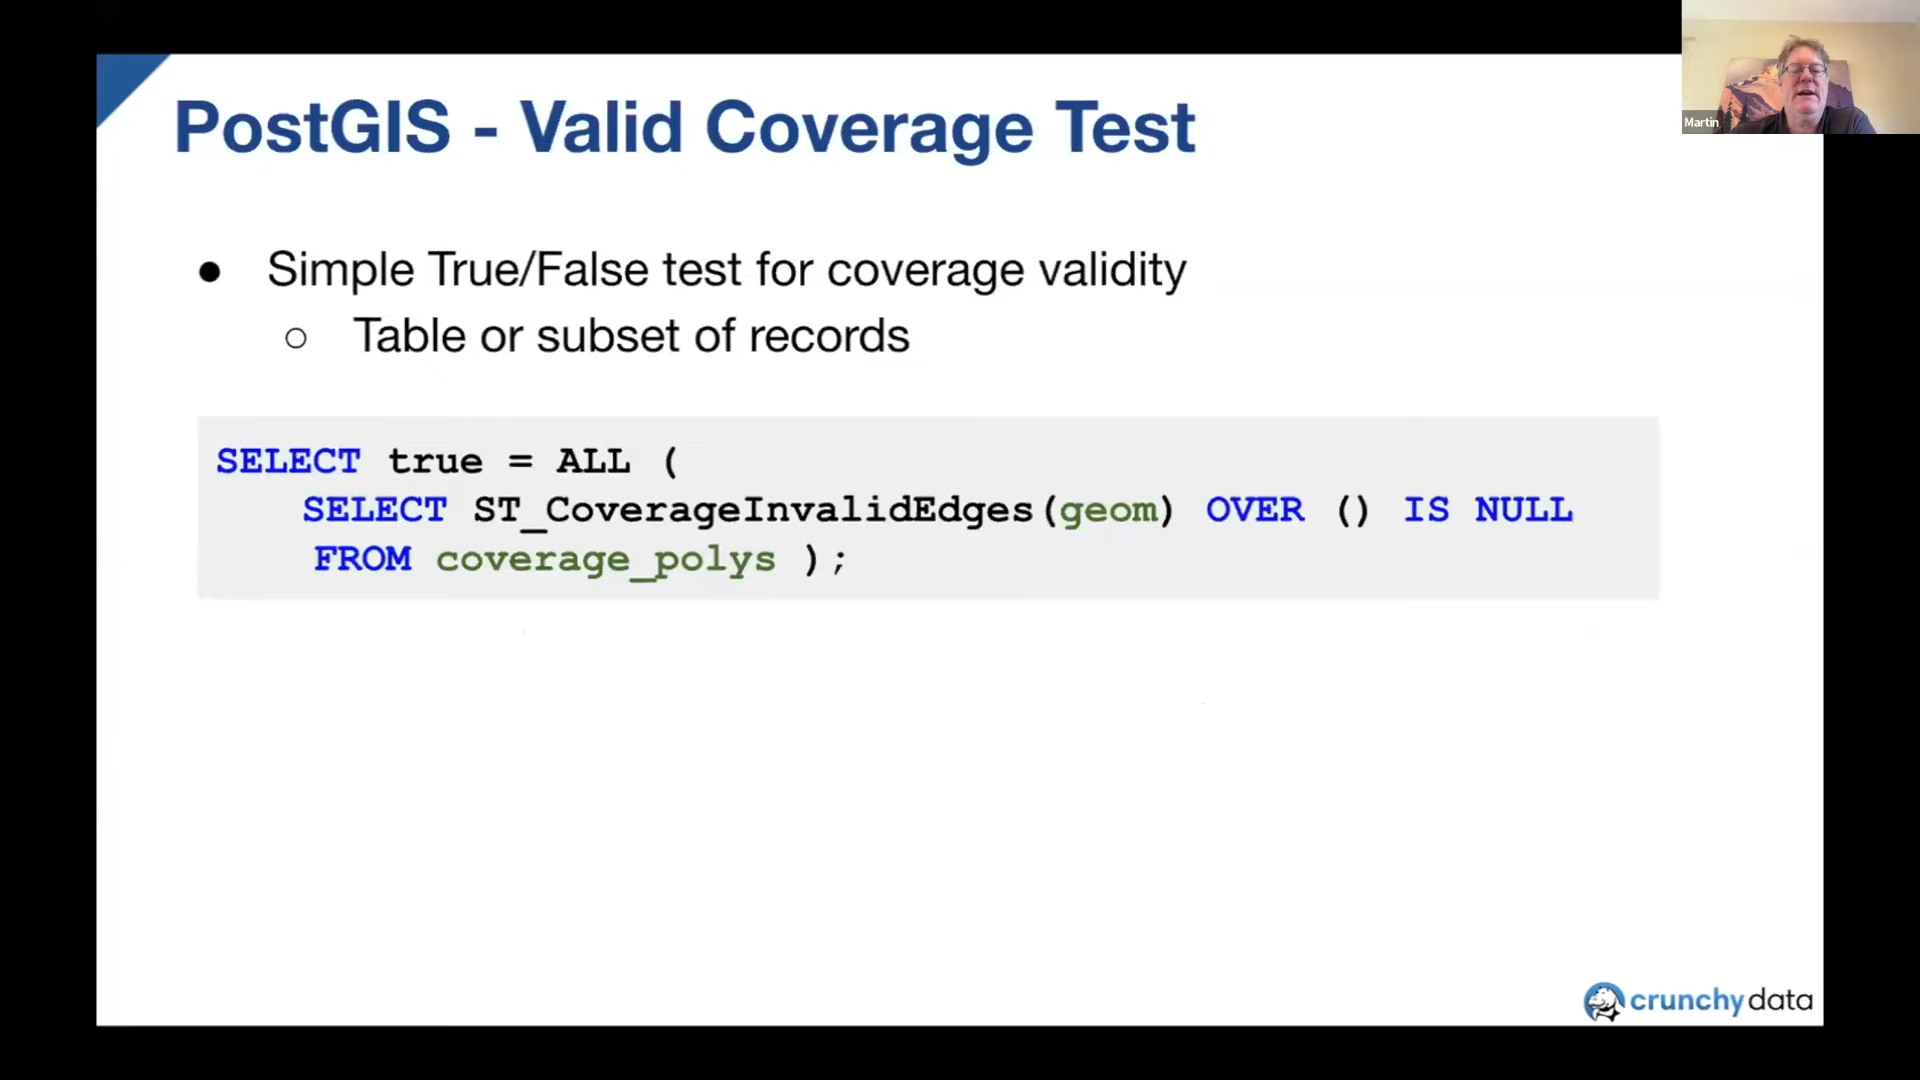 PostGIS - Valid Coverage Test
Martin
● Simple True/False test for coverage validity
○ Table or subset of records
SELECT true = ALL (
SELECT ST_CoverageInvalidEdges(geom) OVER () IS NULL
FROM coverage_polys );
crunchydata